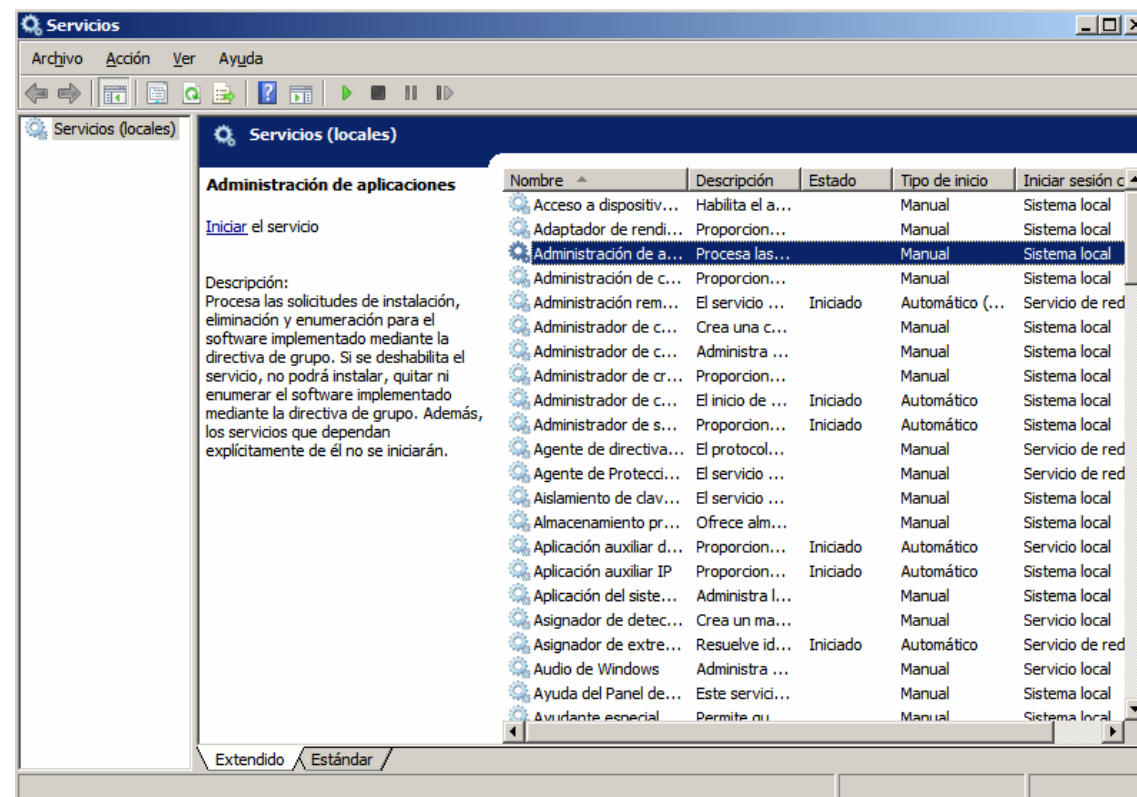 Servicios
Archivo Acción Ver Ayuda
Servicios (locales)
Servicios (locales)
Administración de aplicaciones
Iniciar el servicio
Descripción:
Procesa las solicitudes de instalación,
eliminación y enumeración para el
software implementado mediante la
directiva de grupo. Si se deshabilita el
servicio, no podrá instalar, quitar ni
enumerar el software implementado
mediante la directiva de grupo. Además,
los servicios que dependan
explícitamente de él no se iniciarán.
Nombre Descripción Estado Tipo de inicio Iniciar sesión c
Acceso a dispositiv... Habilita el a... Manual Sistema local
Adaptador de rendi... Proporcion... Manual Sistema local
Administración de a... Procesa las... Manual Sistema local
Administración de c... Proporcion... Manual Sistema local
Administración rem... El servicio ... Iniciado Automático (... Servicio de red
Administrador de c... Crea una c... Manual Sistema local
Administrador de c... Administra ... Manual Sistema local
Administrador de cr... Proporcion... Manual Sistema local
Administrador de c... El inicio de ... Iniciado Automático Sistema local
Administrador de s... Proporcion... Iniciado Automático Sistema local
Agente de directiva... El protocol... Manual Servicio de red
Agente de Protecci... El servicio ... Manual Servicio de red
Aislamiento de clav... El servicio ... Manual Sistema local
Almacenamiento pr... Ofrece alm... Manual Sistema local
Aplicación auxiliar d... Proporcion... Iniciado Automático Servicio local
Aplicación auxiliar IP Proporcion... Iniciado Automático Sistema local
Aplicación del siste... Administra l... Manual Sistema local
Asignador de detec... Crea un ma... Manual Servicio local
Asignador de extre... Resuelve id... Iniciado Automático Servicio de red
Audio de Windows Administra ... Manual Servicio local
Ayuda del Panel de... Este servici... Manual Sistema local
Ayudante especial Permite qu Manual Sistema local
Extendido Estándar